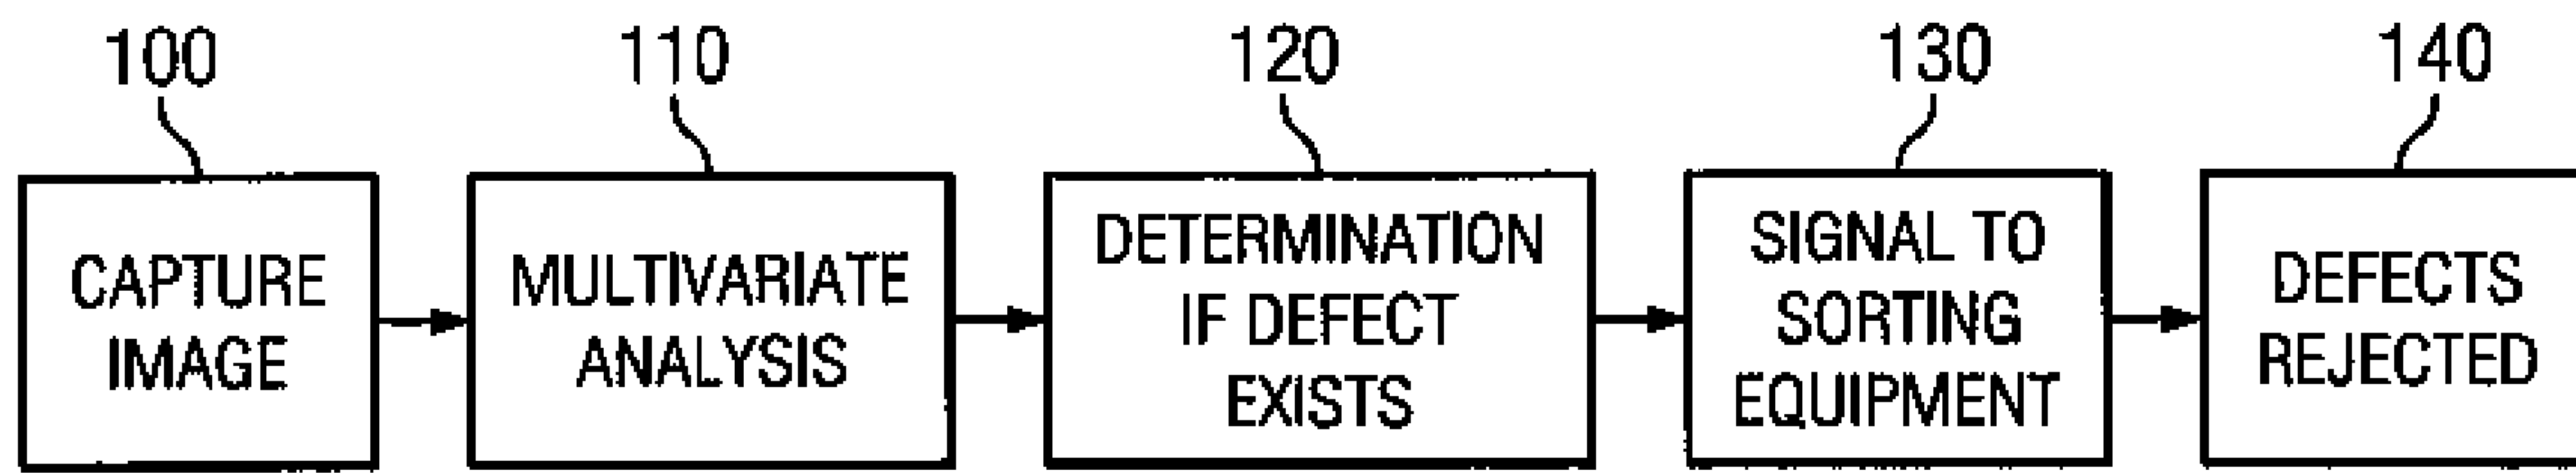 100
110
120
130
140
CAPTURE
IMAGE
MULTIVARIATE
ANALYSIS
DETERMINATION
IF DEFECT
EXISTS
SIGNAL TO
SORTING
EQUIPMENT
DEFECTS
REJECTED